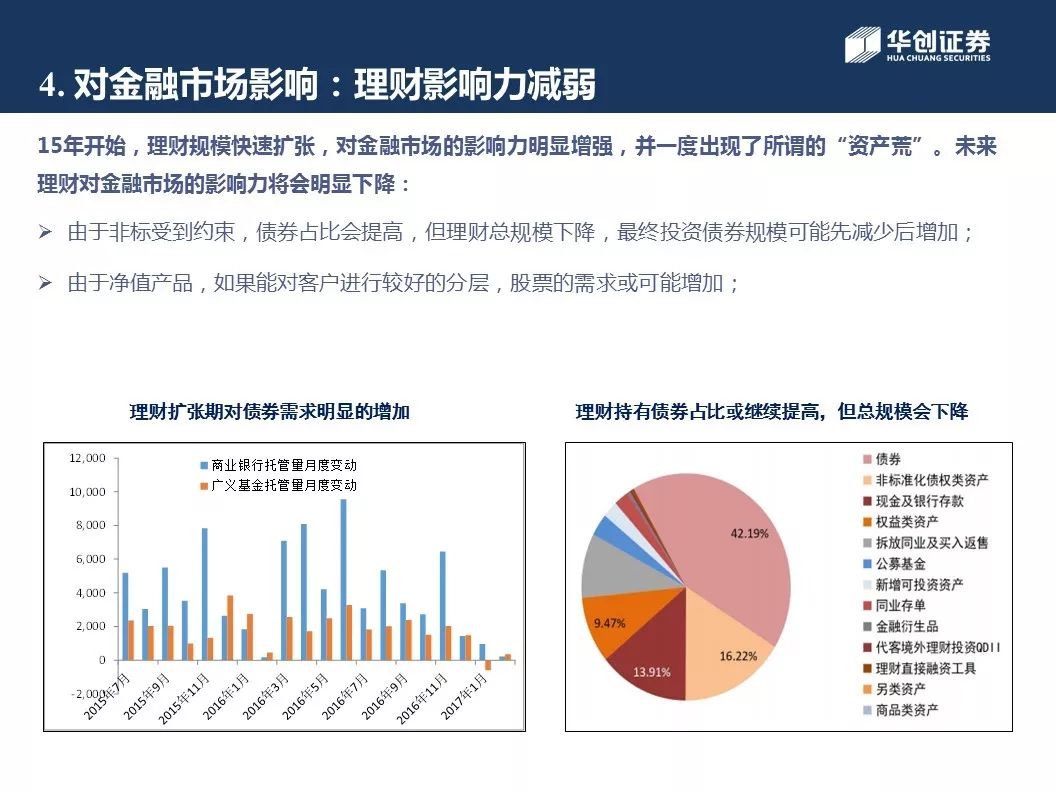 华创证券
HUA CHUANG SECURITIES
4. 对金融市场影响：理财影响力减弱
15年开始，理财规模快速扩张，对金融市场的影响力明显增强，并一度出现了所谓的“资产荒”。未来
理财对金融市场的影响力将会明显下降：
➢ 由于非标受到约束，债券占比会提高，但理财总规模下降，最终投资债券规模可能先减少后增加；
➢ 由于净值产品，如果能对客户进行较好的分层，股票的需求或可能增加；
理财扩张期对债券需求明显的增加
12,000
10,000
8,000
6,000
4,000
2,000
0
-2,000
商业银行托管量月度变动
广义基金托管量月度变动
2015年7月
2015年9月
2015年11月
2016年1月
2016年3月
2016年5月
2016年7月
2016年9月
2016年11月
2017年1月
理财持有债券占比或继续提高，但总规模会下降
42.19%
16.22%
13.91%
9.47%
债券
非标准化债权类资产
现金及银行存款
权益类资产
拆放同业及买入返售
公募基金
新增可投资资产
同业存单
金融衍生品
代客境外理财投资QDII
理财直接融资工具
另类资产
商品类资产